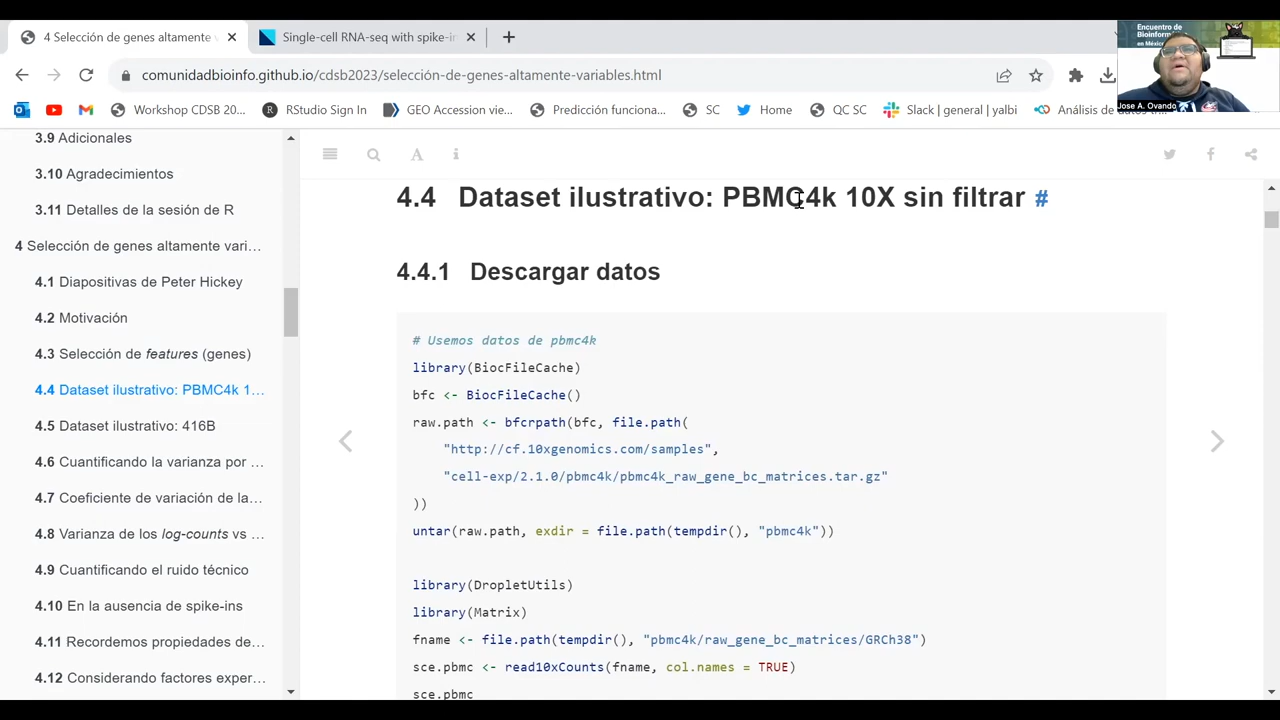 4 Selección de genes altamente
Single-cell RNA-seq with spike-in
comunidadbioinfo.github.io/cdsb2023/selección-de-genes-altamente-variables.html
Workshop CDSB 20...
RStudio Sign In
GEO Accession vie...
Predicción funciona...
SC
Home
QC SC
Slack | general | yalbi
Análisis de datos
Encuentro de
Bioinformá
en México
Jose A. Ovando
3.9 Adicionales
3.10 Agradecimientos
3.11 Detalles de la sesión de R
4 Selección de genes altamente vari...
4.1 Diapositivas de Peter Hickey
4.2 Motivación
4.3 Selección de features (genes)
4.4 Dataset ilustrativo: PBMC4k 1...
4.5 Dataset ilustrativo: 416B
4.6 Cuantificando la varianza por ...
4.7 Coeficiente de variación de la...
4.8 Varianza de los log-counts vs ...
4.9 Cuantificando el ruido técnico
4.10 En la ausencia de spike-ins
4.11 Recordemos propiedades de...
4.12 Considerando factores exper...
4.4 Dataset ilustrativo: PBMC4k 10X sin filtrar #
4.4.1 Descargar datos
# Usemos datos de pbmc4k
library(BiocFileCache)
bfc <- BiocFileCache()
raw.path <- bfcrpath(bfc, file.path(
"http://cf.10xgenomics.com/samples",
"cell-exp/2.1.0/pbmc4k/pbmc4k_raw_gene_bc_matrices.tar.gz"
))
untar(raw.path, exdir = file.path(tempdir(), "pbmc4k"))
library(DropletUtils)
library(Matrix)
fname <- file.path(tempdir(), "pbmc4k/raw_gene_bc_matrices/GRCh38")
sce.pbmc <- read10xCounts(fname, col.names = TRUE)
sce.pbmc